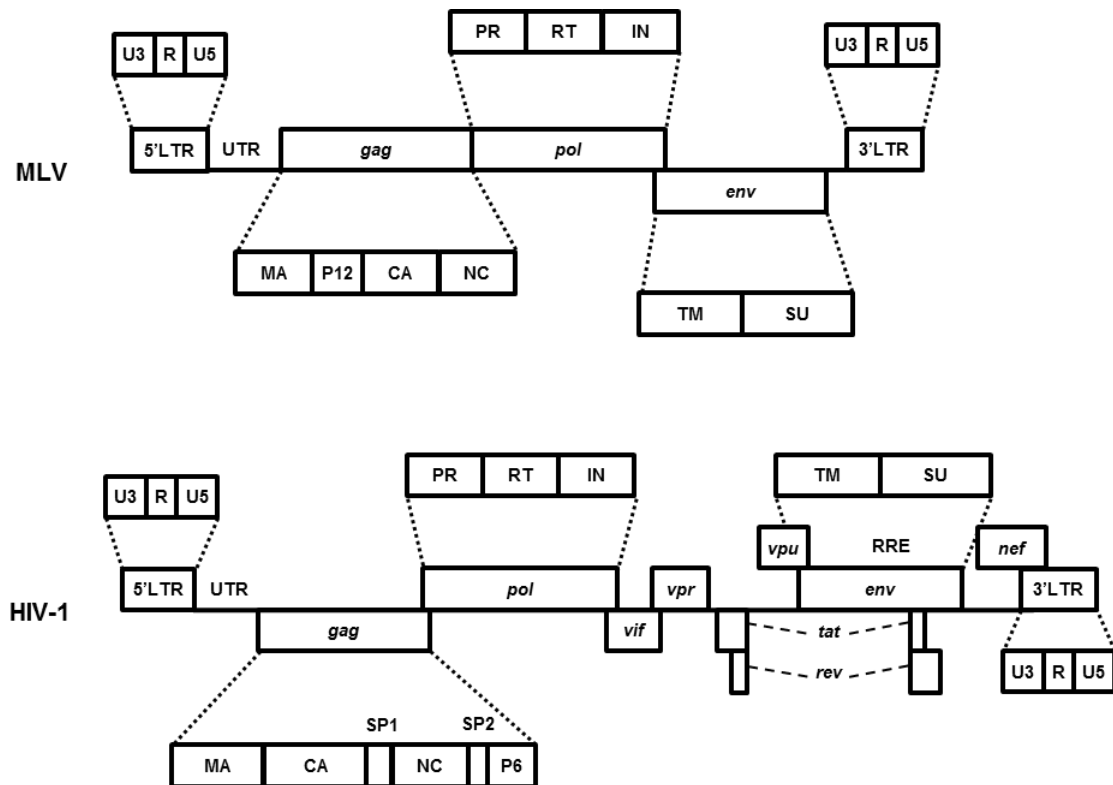 PR RT IN
U3 R U5
U3 R U5
5'LTR UTR gag pol 3'LTR
MLV
env
MA P12 CA NC
TM SU
PR RT IN
TM SU
U3 R U5
vpu RRE nef
5'LTR UTR pol vpr env 3'LTR
HIV-1
gag vif tat
rev
U3 R U5
SP1 SP2
MA CA NC P6